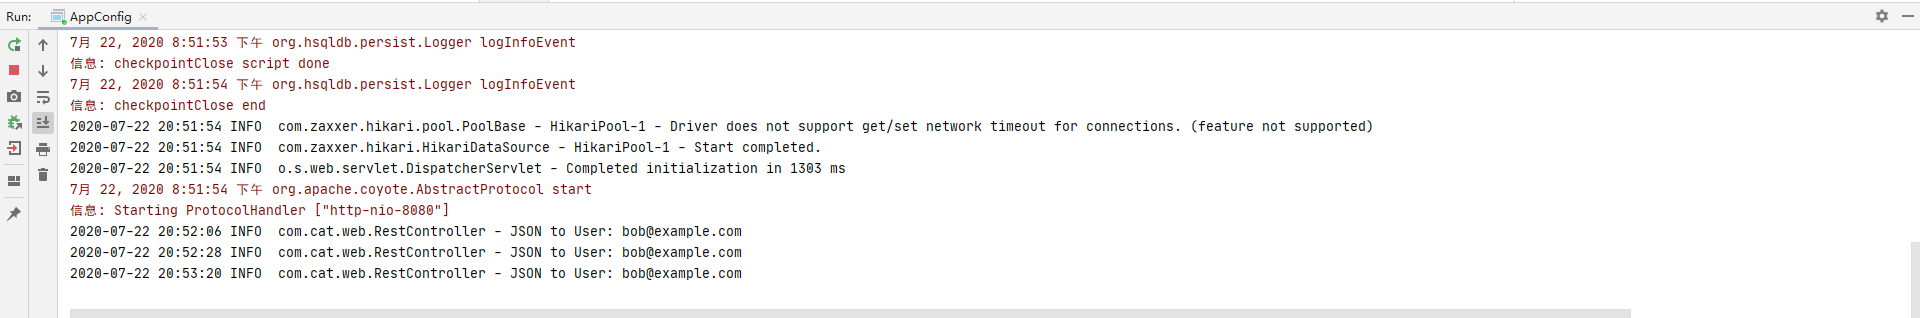 Run: AppConfig
7月 22, 2020 8:51:53 下午 org.hsqldb.persist.Logger logInfoEvent
信息: checkpointClose script done
7月 22, 2020 8:51:54 下午 org.hsqldb.persist.Logger logInfoEvent
信息: checkpointClose end
2020-07-22 20:51:54 INFO  com.zaxxer.hikari.pool.PoolBase - HikariPool-1 - Driver does not support get/set network timeout for connections. (feature not supported)
2020-07-22 20:51:54 INFO  com.zaxxer.hikari.HikariDataSource - HikariPool-1 - Start completed.
2020-07-22 20:51:54 INFO  o.s.web.servlet.DispatcherServlet - Completed initialization in 1303 ms
7月 22, 2020 8:51:54 下午 org.apache.coyote.AbstractProtocol start
信息: Starting ProtocolHandler ["http-nio-8080"]
2020-07-22 20:52:06 INFO  com.cat.web.RestController - JSON to User: bob@example.com
2020-07-22 20:52:28 INFO  com.cat.web.RestController - JSON to User: bob@example.com
2020-07-22 20:53:20 INFO  com.cat.web.RestController - JSON to User: bob@example.com